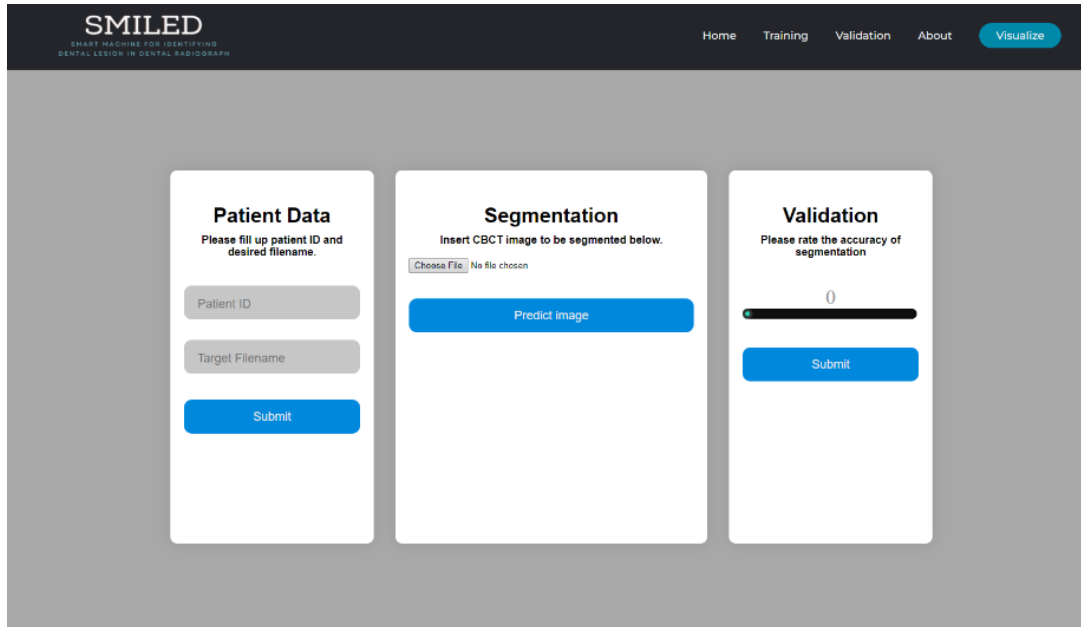 SMILED
SMART MACHINE FOR IDENTIFYING
DENTAL LESION IN DENTAL RADIOGRAPH
Home Training Validation About Visualize
Patient Data
Please fill up patient ID and
desired filename.
Patient ID
Target Filename
Submit
Segmentation
Insert CBCT image to be segmented below.
Choose File No file chosen
Predict image
Validation
Please rate the accuracy of
segmentation
0
Submit